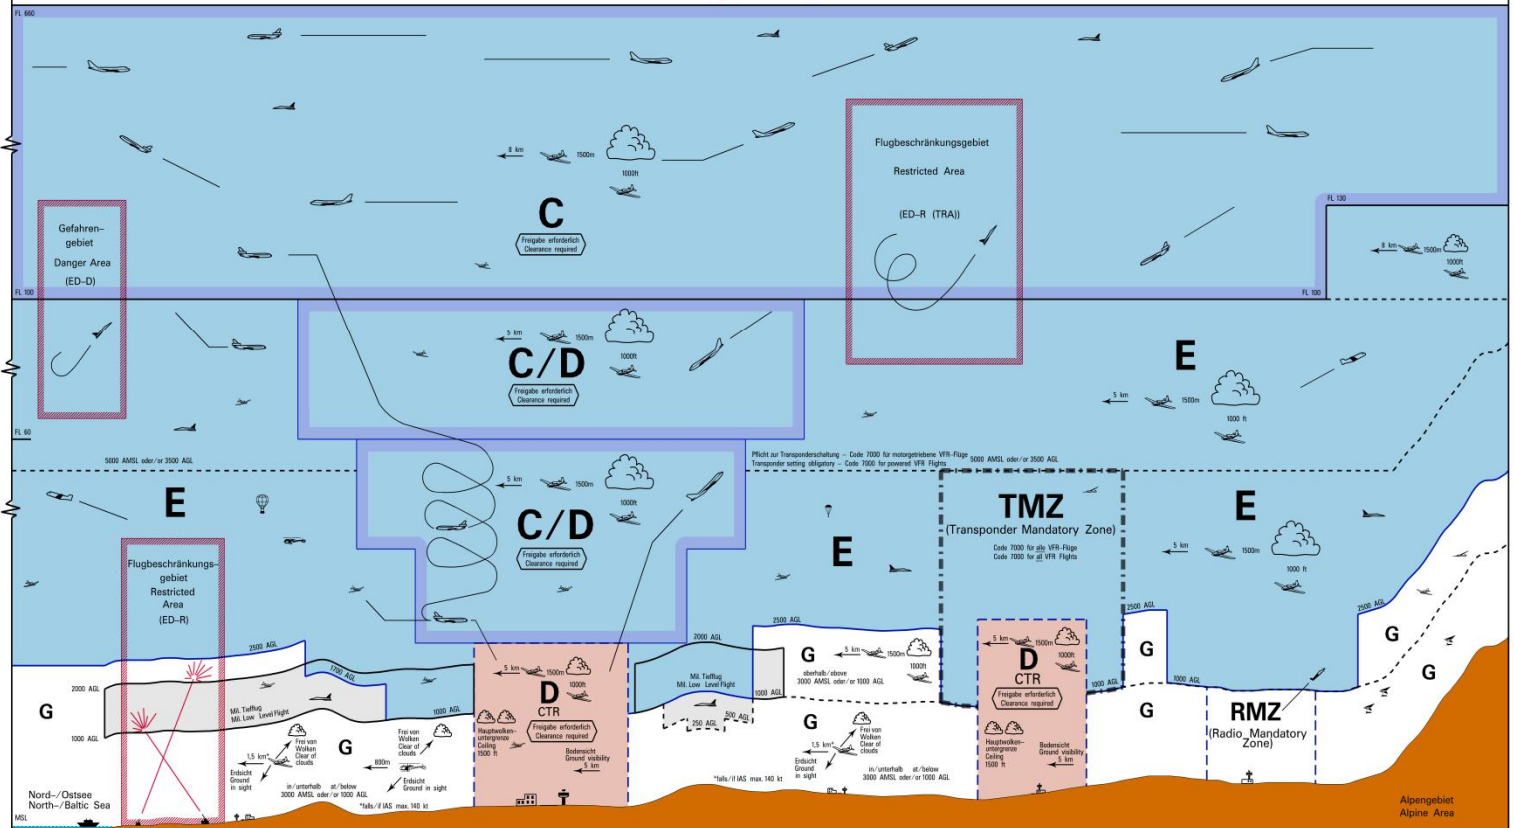 FL 660
8 km
1500m
1000ft
C
Freigabe erforderlich
Clearance required
Flugbeschränkungsgebiet
Restricted Area
(ED-R (TRA))
FL 130
8 km
1500m
1000ft
Gefahren-
gebiet
Danger Area
(ED-D)
FL 100
FL 100
5 km
1500m
1000ft
C/D
Freigabe erforderlich
Clearance required
E
5 km
1500m
1000 ft
FL 60
5000 AMSL oder/or 3500 AGL
Pflicht zur Transponderschaltung – Code 7000 für motorgetriebene VFR-Flüge
Transponder setting obligatory – Code 7000 for powered VFR Flights
5000 AMSL oder/or 3500 AGL
E
5 km
1500m
1000ft
C/D
Freigabe erforderlich
Clearance required
E
TMZ
(Transponder Mandatory Zone)
Code 7000 für alle VFR-Flüge
Code 7000 for all VFR Flights
E
5 km
1500m
1000 ft
Flugbeschränkungs-
gebiet
Restricted
Area
(ED-R)
2500 AGL
1700 AGL
2000 AGL
1000 AGL
Mil. Tiefflug
Mil. Low Level Flight
1000 AGL
G
G
1,5 km*
Frei von
Wolken
Clear of
clouds
Erdsicht
Ground
in sight
800m
Frei von
Wolken
Clear of
clouds
Erdsicht
Ground
in sight
in/unterhalb at/below
3000 AMSL oder/or 1000 AGL
*falls/if IAS max. 140 kt
Nord-/Ostsee
North-/Baltic Sea
MSL
5 km
1500m
1000ft
D
CTR
Freigabe erforderlich
Clearance required
Hauptwolken-
untergrenze
Ceiling
1500 ft
Bodensicht
Ground visibility
5 km
2000 AGL
Mil. Tiefflug
Mil. Low Level Flight
1000 AGL
500 AGL
250 AGL
*falls/if IAS max. 140 kt
2500 AGL
G
5 km
1500m
1000ft
oberhalb/above
3000 AMSL oder/or 1000 AGL
G
1,5 km*
Frei von
Wolken
Clear of
clouds
Erdsicht
Ground
in sight
in/unterhalb at/below
3000 AMSL oder/or 1000 AGL
5 km
1500m
1000ft
D
CTR
Freigabe erforderlich
Clearance required
Hauptwolken-
untergrenze
Ceiling
1500 ft
Bodensicht
Ground visibility
5 km
2500 AGL
G
1000 AGL
1000 AGL
G
RMZ
(Radio Mandatory
Zone)
2500 AGL
G
G
Alpengebiet
Alpine Area